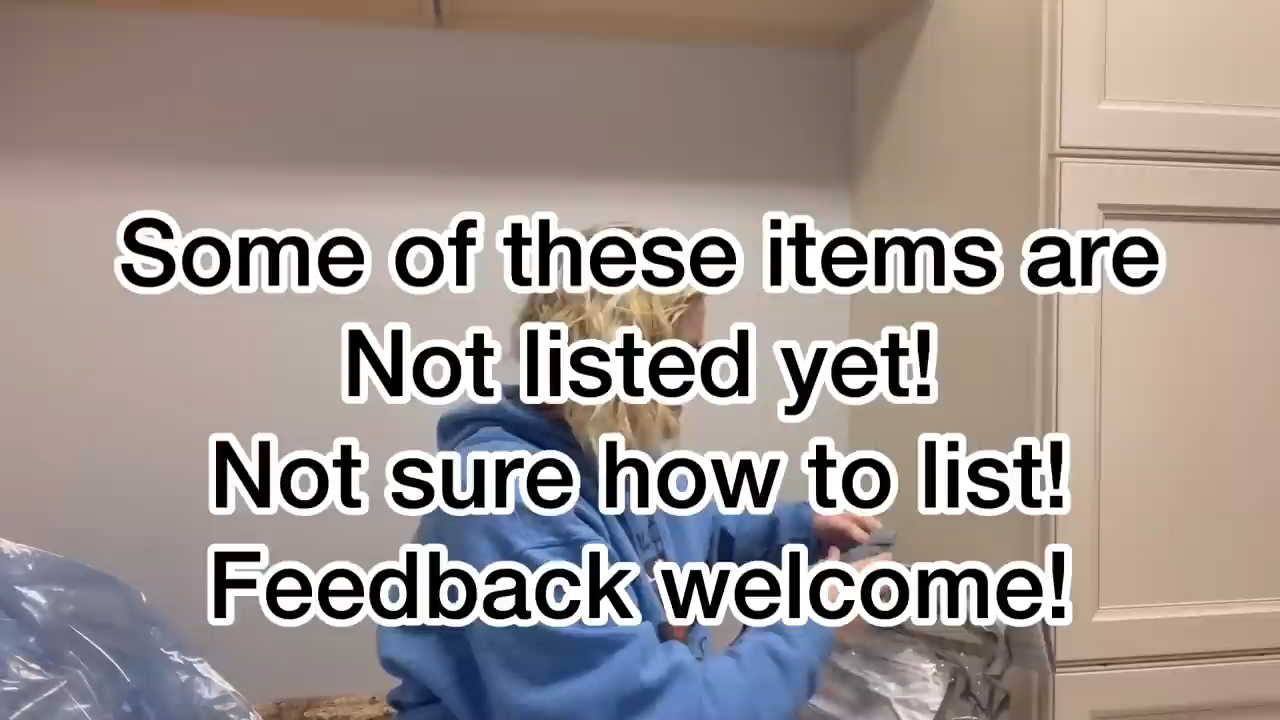 Some of these items are
Not listed yet!
Not sure how to list!
Feedback welcome!